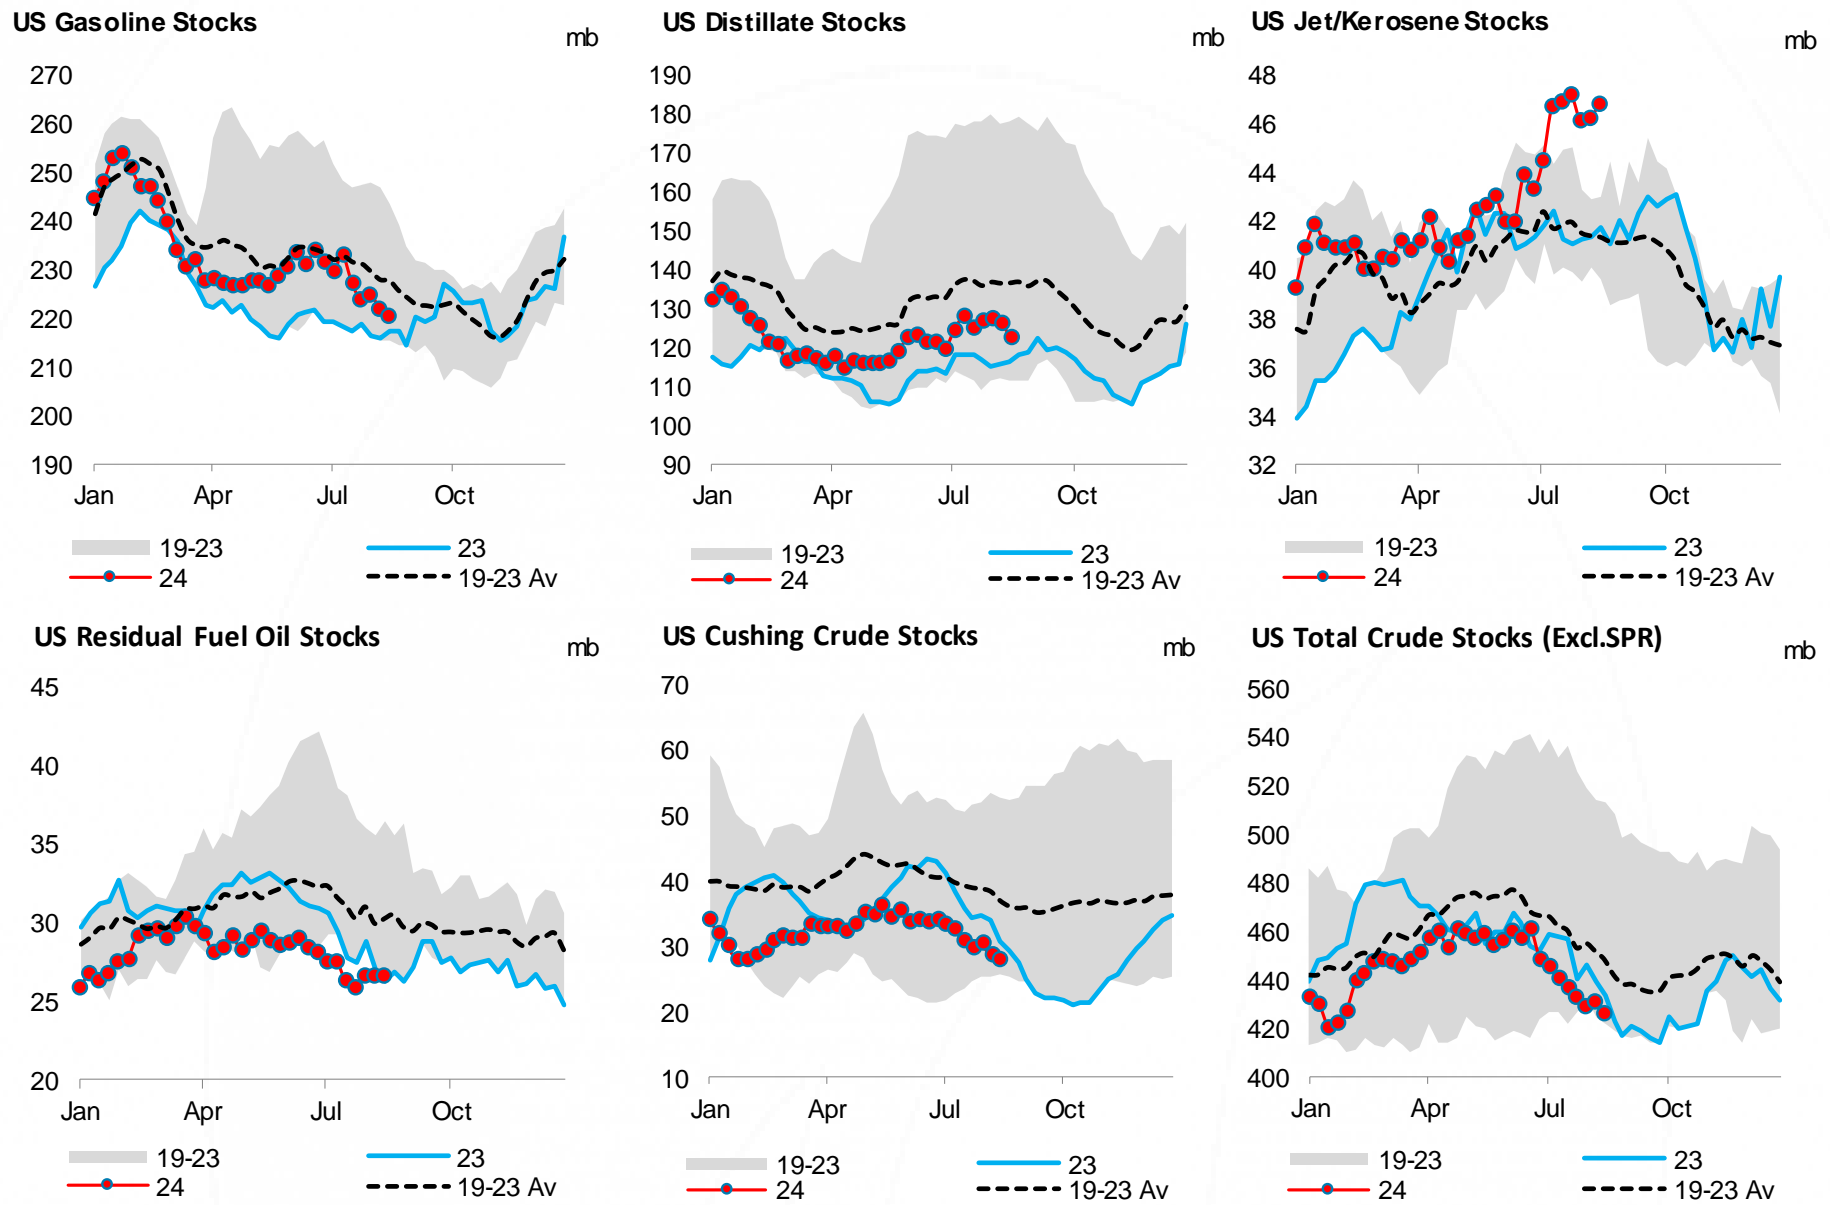 US Gasoline Stocks
mb
270
260
250
240
230
220
210
200
190
Jan Apr Jul Oct
19-23 23
24 19-23 Av
US Distillate Stocks
mb
190
180
170
160
150
140
130
120
110
100
90
Jan Apr Jul Oct
19-23 23
24 19-23 Av
US Jet/Kerosene Stocks
mb
48
46
44
42
40
38
36
34
32
Jan Apr Jul Oct
19-23 23
24 19-23 Av
US Residual Fuel Oil Stocks
mb
45
40
35
30
25
20
Jan Apr Jul Oct
19-23 23
24 19-23 Av
US Cushing Crude Stocks
mb
70
60
50
40
30
20
10
Jan Apr Jul Oct
19-23 23
24 19-23 Av
US Total Crude Stocks (Excl.SPR)
mb
560
540
520
500
480
460
440
420
400
Jan Apr Jul Oct
19-23 23
24 19-23 Av